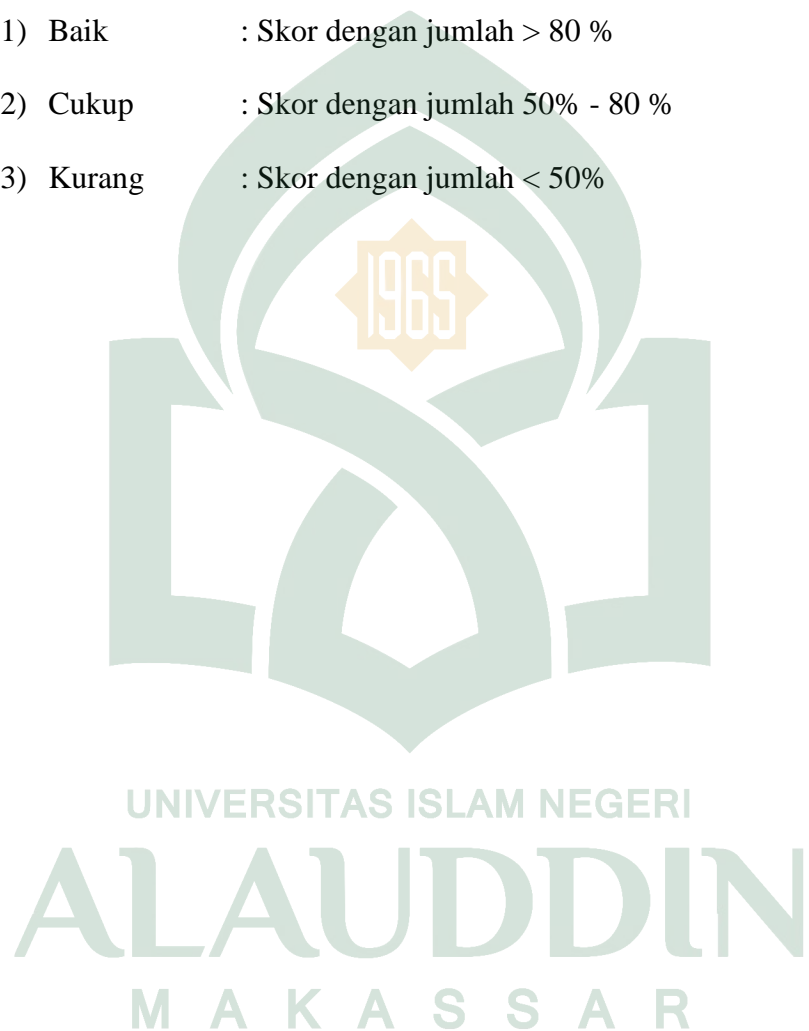 1) Baik : Skor dengan jumlah > 80 %
2) Cukup : Skor dengan jumlah 50% - 80 %
3) Kurang : Skor dengan jumlah < 50%
1965
UNIVERSITAS ISLAM NEGERI
ALAUDDIN
MAKASSAR